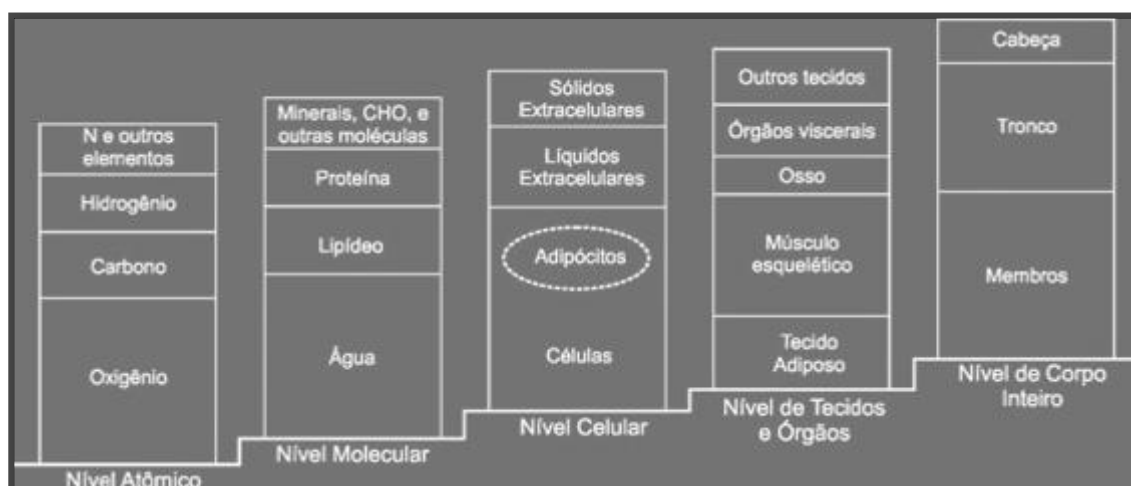 N e outros
elementos
Hidrogênio
Carbono
Oxigênio
Nível Atômico
Minerais, CHO, e
outras moléculas
Proteína
Lipídeo
Água
Nível Molecular
Sólidos
Extracelulares
Líquidos
Extracelulares
Adipócitos
Células
Nível Celular
Outros tecidos
Órgãos viscerais
Osso
Músculo
esquelético
Tecido
Adiposo
Nível de Tecidos
e Órgãos
Cabeça
Tronco
Membros
Nível de Corpo
Inteiro